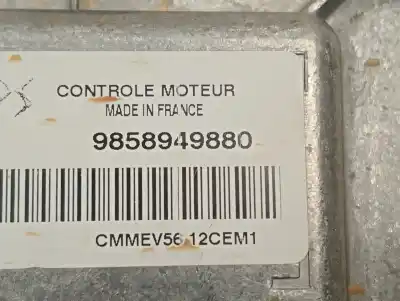 CONTROLE MOTEUR
MADE IN FRANCE
9858949880
CMMEV56 12CEM1